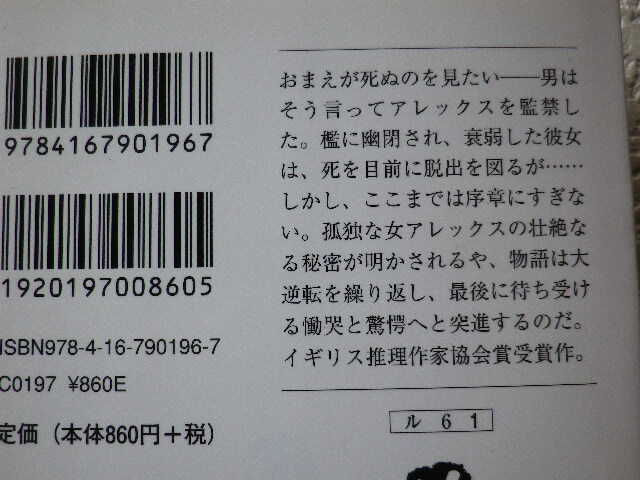 9784167901967
1920197008605
ISBN978-4-16-790196-7
C0197 ¥860E
定価(本体860円+税)
おまえが死ぬのを見たい――男は
そう言ってアレックスを監禁し
た。檻に幽閉され、衰弱した彼女
は、死を目前に脱出を図るが……
しかし、ここまでは序章にすぎな
い。孤独な女アレックスの壮絶な
る秘密が明かされるや、物語は大
逆転を繰り返し、最後に待ち受け
る慟哭と驚愕へと突進するのだ。
イギリス推理作家協会賞受賞作。
ル 6 1